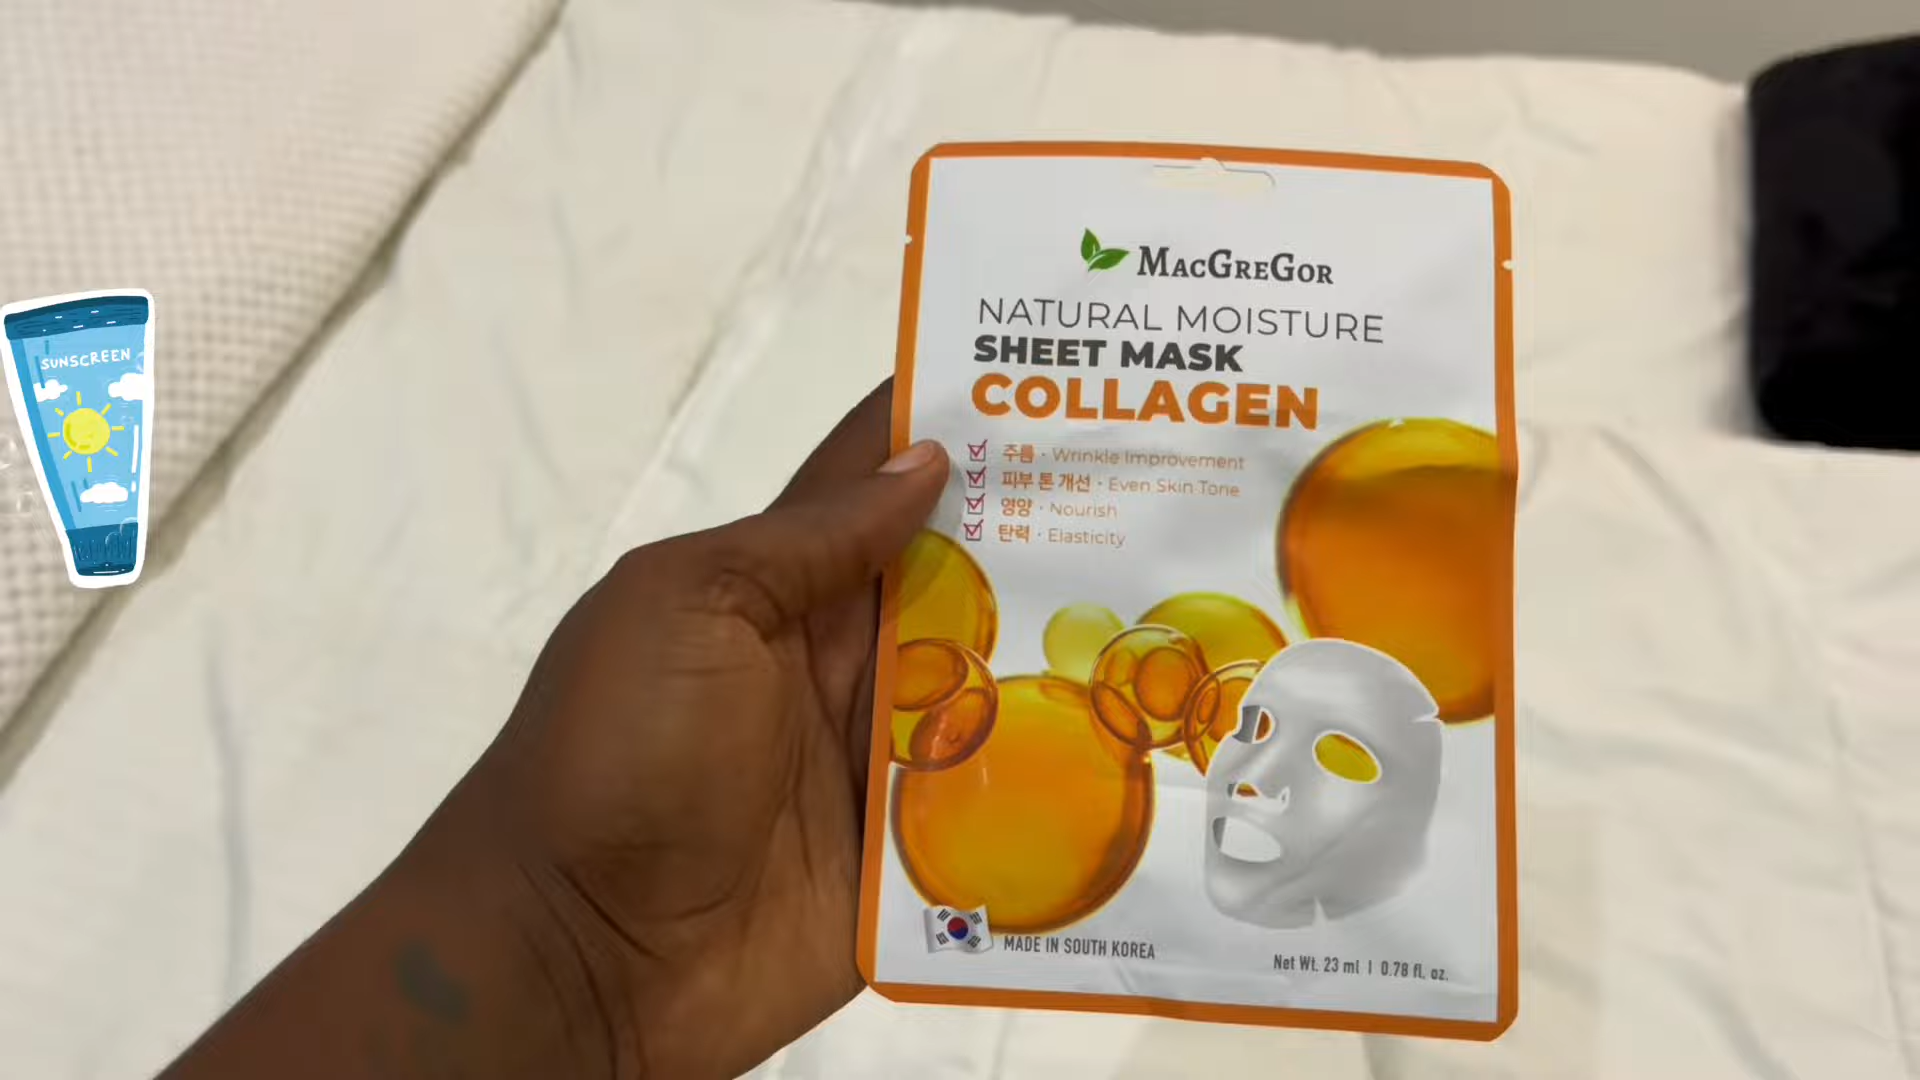 SUNSCREEN
MACGREGOR
NATURAL MOISTURE
SHEET MASK
COLLAGEN
주름 · Wrinkle Improvement
피부 톤 개선 · Even Skin Tone
영양 · Nourish
탄력 · Elasticity
MADE IN SOUTH KOREA
Net Wt. 23 ml | 0.78 fl. oz.